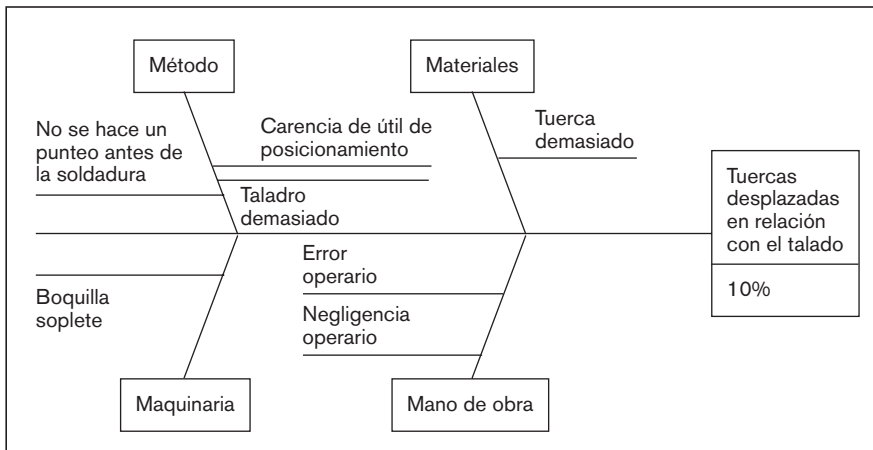 Método
Materiales
No se hace un
punteo antes de
la soldadura
Carencia de útil de
posicionamiento
Taladro
demasiado
Tuerca
demasiado
Tuercas
desplazadas
en relación
con el talado
10%
Boquilla
soplete
Error
operario
Negligencia
operario
Maquinaria
Mano de obra